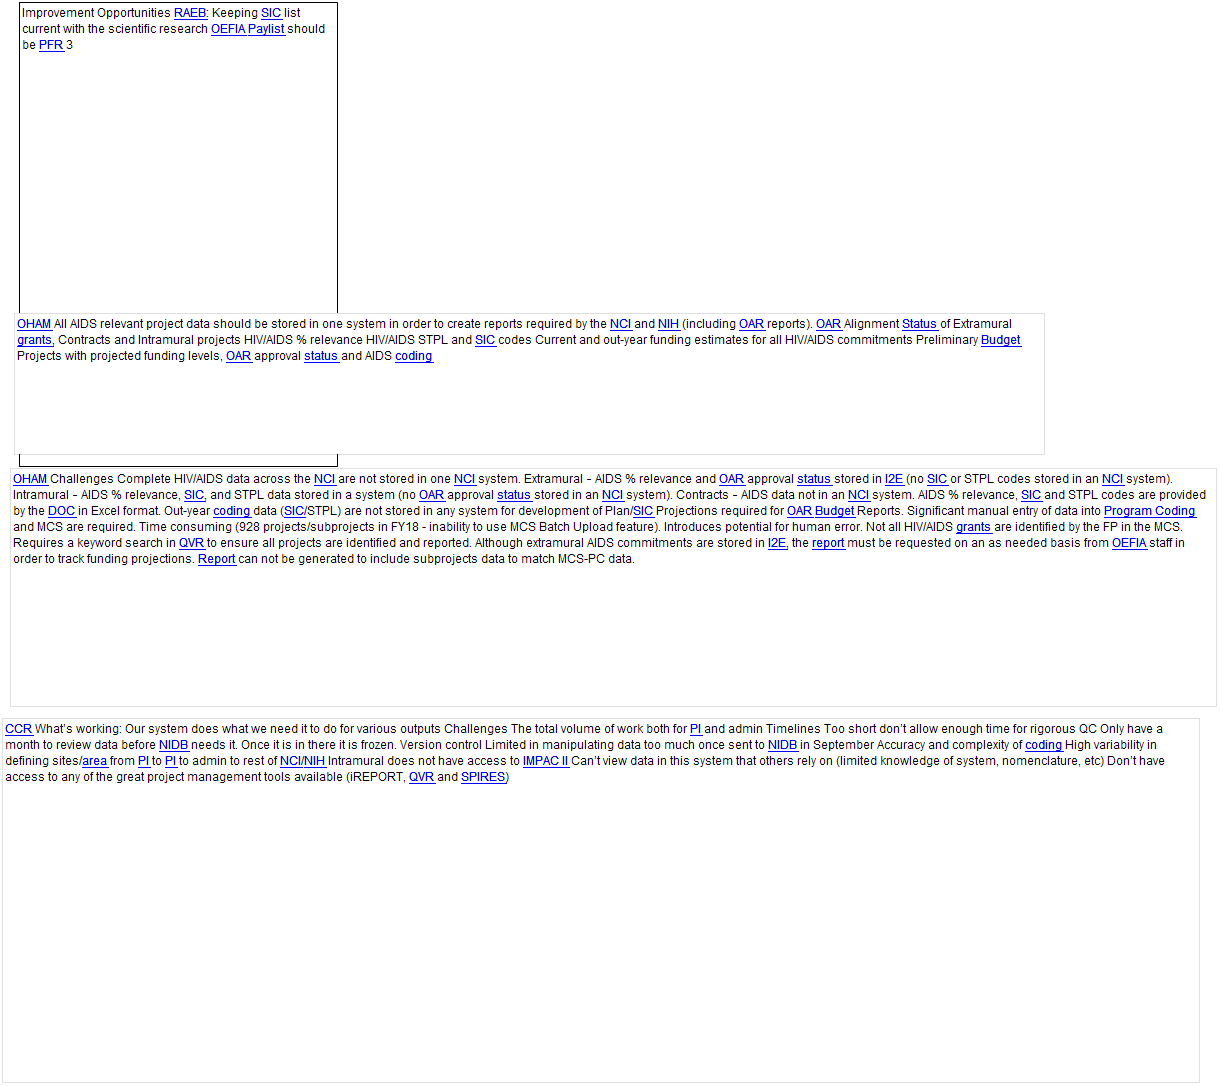 Improvement Opportunities RAEB: Keeping SIC list
current with the scientific research OEFIA Paylist should
be PFR 3
OHAM All AIDS relevant project data should be stored in one system in order to create reports required by the NCI and NIH (including OAR reports). OAR Alignment Status of Extramural
grants, Contracts and Intramural projects HIV/AIDS % relevance HIV/AIDS STPL and SIC codes Current and out-year funding estimates for all HIV/AIDS commitments Preliminary Budget
Projects with projected funding levels, OAR approval status and AIDS coding
OHAM Challenges Complete HIV/AIDS data across the NCI are not stored in one NCI system. Extramural – AIDS % relevance and OAR approval status stored in I2E (no SIC or STPL codes stored in an NCI system).
Intramural – AIDS % relevance, SIC, and STPL data stored in a system (no OAR approval status stored in an NCI system). Contracts – AIDS data not in an NCI system. AIDS % relevance, SIC and STPL codes are provided
by the DOC in Excel format. Out-year coding data (SIC/STPL) are not stored in any system for development of Plan/SIC Projections required for OAR Budget Reports. Significant manual entry of data into Program Coding
and MCS are required. Time consuming (928 projects/subprojects in FY18 - inability to use MCS Batch Upload feature). Introduces potential for human error. Not all HIV/AIDS grants are identified by the FP in the MCS.
Requires a keyword search in QVR to ensure all projects are identified and reported. Although extramural AIDS commitments are stored in I2E, the report must be requested on an as needed basis from OEFIA staff in
order to track funding projections. Report can not be generated to include subprojects data to match MCS-PC data.
CCR What's working: Our system does what we need it to do for various outputs Challenges The total volume of work both for PI and admin Timelines Too short don't allow enough time for rigorous QC Only have a
month to review data before NIDB needs it. Once it is in there it is frozen. Version control Limited in manipulating data too much once sent to NIDB in September Accuracy and complexity of coding High variability in
defining sites/area from PI to PI to admin to rest of NCI/NIH Intramural does not have access to IMPAC II Can't view data in this system that others rely on (limited knowledge of system, nomenclature, etc) Don't have
access to any of the great project management tools available (iREPORT, QVR and SPIRES)